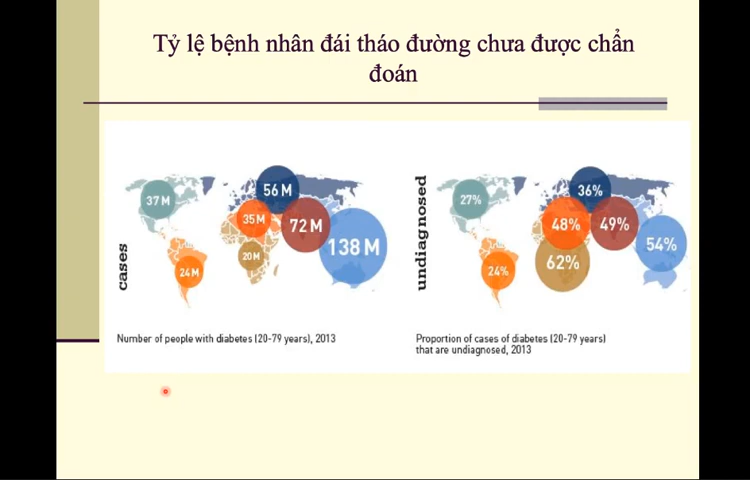 Tỷ lệ bệnh nhân đái tháo đường chưa được chẩn
đoán
cases
37 M
56 M
35 M
72 M
138 M
20 M
24 M
Number of people with diabetes (20-79 years), 2013
undiagnosed
27%
36%
48%
49%
54%
62%
24%
Proportion of cases of diabetes (20-79 years)
that are undiagnosed, 2013